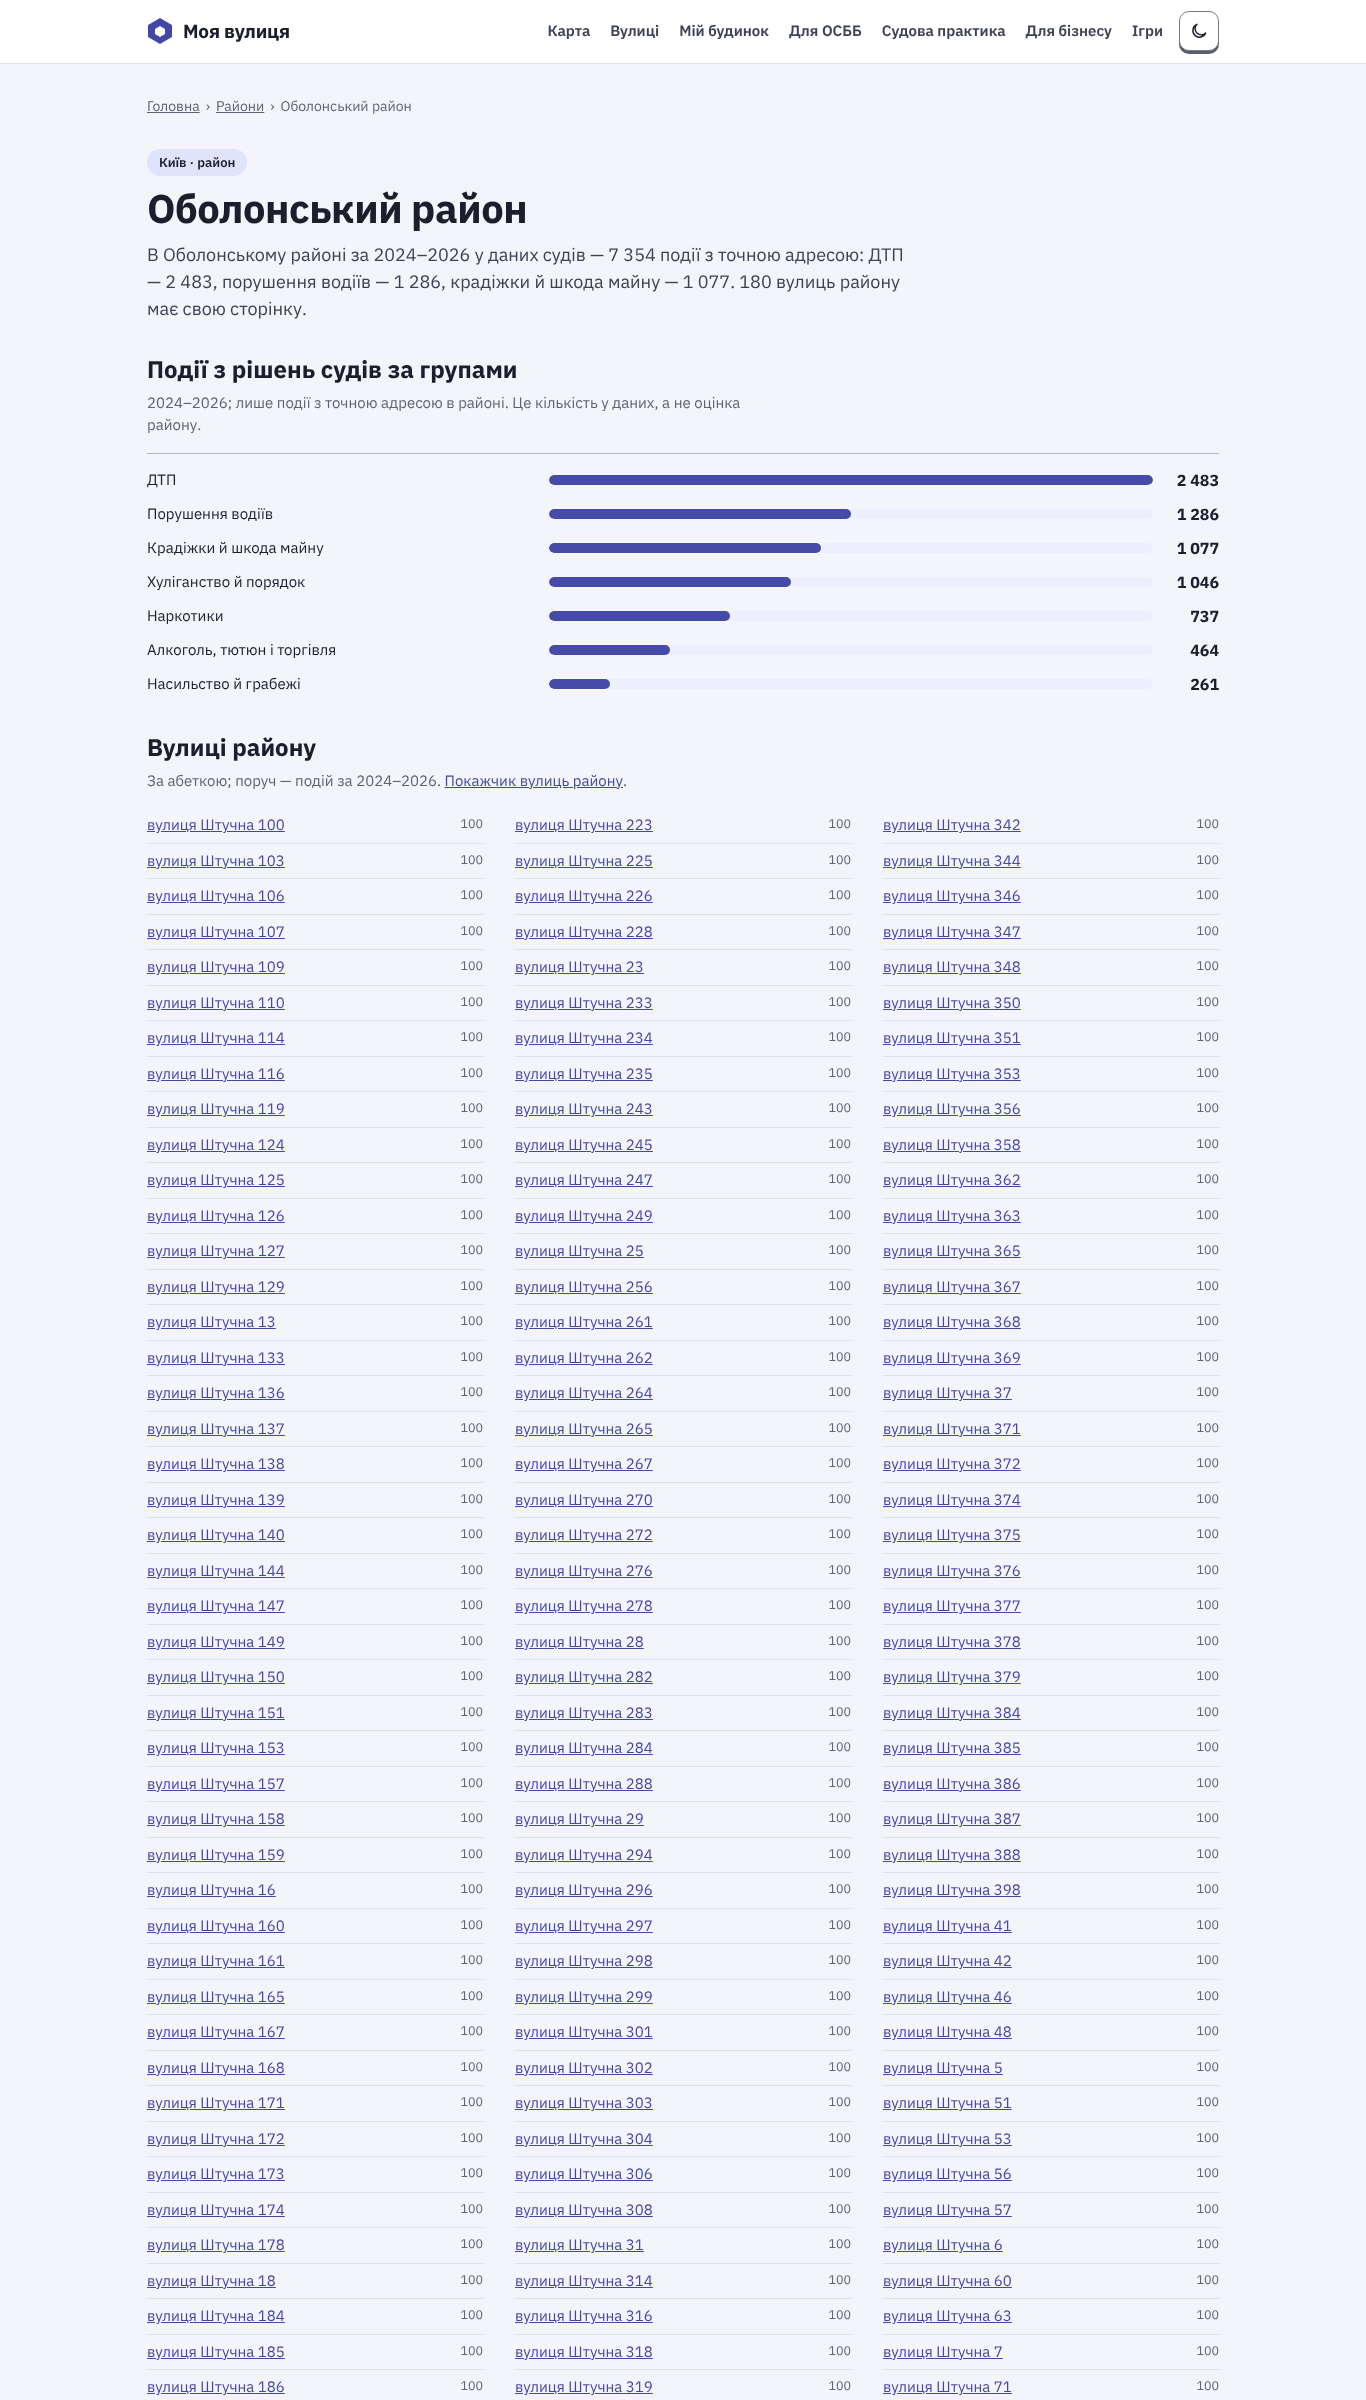 Моя вулиця
Карта Вулиці Мій будинок Для ОСББ Судова практика Для бізнесу Ігри
Головна › Райони › Оболонський район
Київ · район
Оболонський район
В Оболонському районі за 2024–2026 у даних судів — 7 354 події з точною адресою: ДТП
— 2 483, порушення водіїв — 1 286, крадіжки й шкода майну — 1 077. 180 вулиць району
має свою сторінку.
Події з рішень судів за групами
2024–2026; лише події з точною адресою в районі. Це кількість у даних, а не оцінка
району.
ДТП 2 483
Порушення водіїв 1 286
Крадіжки й шкода майну 1 077
Хуліганство й порядок 1 046
Наркотики 737
Алкоголь, тютюн і торгівля 464
Насильство й грабежі 261
Вулиці району
За абеткою; поруч — подій за 2024–2026. Покажчик вулиць району.
вулиця Штучна 100 100 вулиця Штучна 223 100 вулиця Штучна 342 100
вулиця Штучна 103 100 вулиця Штучна 225 100 вулиця Штучна 344 100
вулиця Штучна 106 100 вулиця Штучна 226 100 вулиця Штучна 346 100
вулиця Штучна 107 100 вулиця Штучна 228 100 вулиця Штучна 347 100
вулиця Штучна 109 100 вулиця Штучна 23 100 вулиця Штучна 348 100
вулиця Штучна 110 100 вулиця Штучна 233 100 вулиця Штучна 350 100
вулиця Штучна 114 100 вулиця Штучна 234 100 вулиця Штучна 351 100
вулиця Штучна 116 100 вулиця Штучна 235 100 вулиця Штучна 353 100
вулиця Штучна 119 100 вулиця Штучна 243 100 вулиця Штучна 356 100
вулиця Штучна 124 100 вулиця Штучна 245 100 вулиця Штучна 358 100
вулиця Штучна 125 100 вулиця Штучна 247 100 вулиця Штучна 362 100
вулиця Штучна 126 100 вулиця Штучна 249 100 вулиця Штучна 363 100
вулиця Штучна 127 100 вулиця Штучна 25 100 вулиця Штучна 365 100
вулиця Штучна 129 100 вулиця Штучна 256 100 вулиця Штучна 367 100
вулиця Штучна 13 100 вулиця Штучна 261 100 вулиця Штучна 368 100
вулиця Штучна 133 100 вулиця Штучна 262 100 вулиця Штучна 369 100
вулиця Штучна 136 100 вулиця Штучна 264 100 вулиця Штучна 37 100
вулиця Штучна 137 100 вулиця Штучна 265 100 вулиця Штучна 371 100
вулиця Штучна 138 100 вулиця Штучна 267 100 вулиця Штучна 372 100
вулиця Штучна 139 100 вулиця Штучна 270 100 вулиця Штучна 374 100
вулиця Штучна 140 100 вулиця Штучна 272 100 вулиця Штучна 375 100
вулиця Штучна 144 100 вулиця Штучна 276 100 вулиця Штучна 376 100
вулиця Штучна 147 100 вулиця Штучна 278 100 вулиця Штучна 377 100
вулиця Штучна 149 100 вулиця Штучна 28 100 вулиця Штучна 378 100
вулиця Штучна 150 100 вулиця Штучна 282 100 вулиця Штучна 379 100
вулиця Штучна 151 100 вулиця Штучна 283 100 вулиця Штучна 384 100
вулиця Штучна 153 100 вулиця Штучна 284 100 вулиця Штучна 385 100
вулиця Штучна 157 100 вулиця Штучна 288 100 вулиця Штучна 386 100
вулиця Штучна 158 100 вулиця Штучна 29 100 вулиця Штучна 387 100
вулиця Штучна 159 100 вулиця Штучна 294 100 вулиця Штучна 388 100
вулиця Штучна 16 100 вулиця Штучна 296 100 вулиця Штучна 398 100
вулиця Штучна 160 100 вулиця Штучна 297 100 вулиця Штучна 41 100
вулиця Штучна 161 100 вулиця Штучна 298 100 вулиця Штучна 42 100
вулиця Штучна 165 100 вулиця Штучна 299 100 вулиця Штучна 46 100
вулиця Штучна 167 100 вулиця Штучна 301 100 вулиця Штучна 48 100
вулиця Штучна 168 100 вулиця Штучна 302 100 вулиця Штучна 5 100
вулиця Штучна 171 100 вулиця Штучна 303 100 вулиця Штучна 51 100
вулиця Штучна 172 100 вулиця Штучна 304 100 вулиця Штучна 53 100
вулиця Штучна 173 100 вулиця Штучна 306 100 вулиця Штучна 56 100
вулиця Штучна 174 100 вулиця Штучна 308 100 вулиця Штучна 57 100
вулиця Штучна 178 100 вулиця Штучна 31 100 вулиця Штучна 6 100
вулиця Штучна 18 100 вулиця Штучна 314 100 вулиця Штучна 60 100
вулиця Штучна 184 100 вулиця Штучна 316 100 вулиця Штучна 63 100
вулиця Штучна 185 100 вулиця Штучна 318 100 вулиця Штучна 7 100
вулиця Штучна 186 100 вулиця Штучна 319 100 вулиця Штучна 71 100